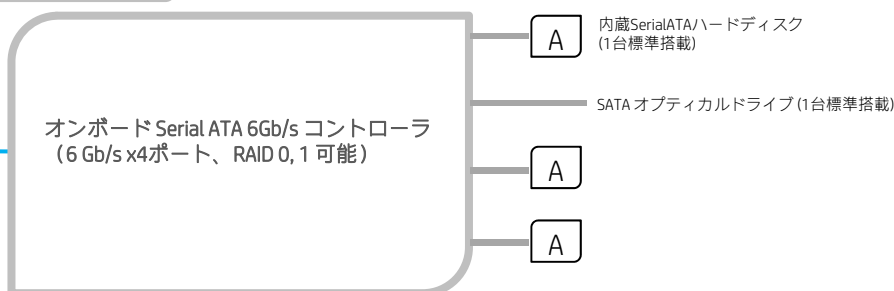 A
内蔵SerialATAハードディスク
(1台標準搭載)
SATA オプティカルドライブ (1台標準搭載)
オンボード Serial ATA 6Gb/s コントローラ
(6 Gb/s x4ポート、RAID 0, 1 可能)
A
A